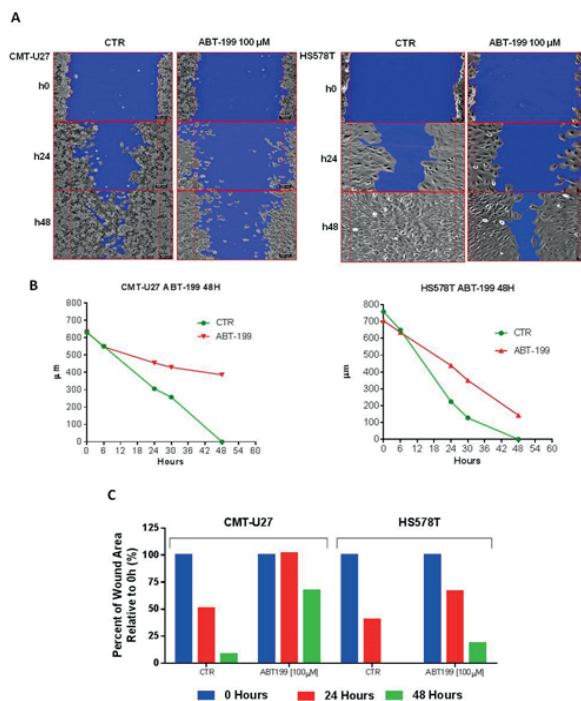 A
CTR
ABT-199 100 µM
CTR
ABT-199 100 µM
CMT-U27
HS578T
h0
h0
h24
h24
h48
h48
B
CMT-U27 ABT-199 48H
HS578T ABT-199 48H
800
700
600
500
400
300
200
100
0
µm
CTR
ABT-199
0 6 12 18 24 30 36 42 48 54 60
Hours
800
700
600
500
400
300
200
100
0
µm
CTR
ABT-199
0 6 12 18 24 30 36 42 48 54 60
Hours
C
CMT-U27
HS578T
Percent of Wound Area
Relative to 0h (%)
125
100
75
50
25
0
CTR
ABT199 [100µM]
CTR
ABT199 [100µM]
0 Hours
24 Hours
48 Hours